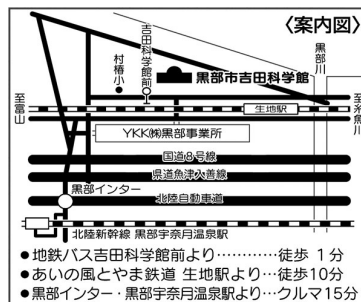 〈案内図〉
吉田科学館前
村椿小
黒部川
黒部市吉田科学館
至富山
生地駅
至糸魚川
YKK㈱黒部事業所
国道8号線
県道魚津入善線
黒部インター
北陸自動車道
北陸新幹線 黒部宇奈月温泉駅
●地鉄バス吉田科学館前より…………徒歩 1分
●あいの風とやま鉄道 生地駅より…徒歩10分
●黒部インター・黒部宇奈月温泉駅より…クルマ15分